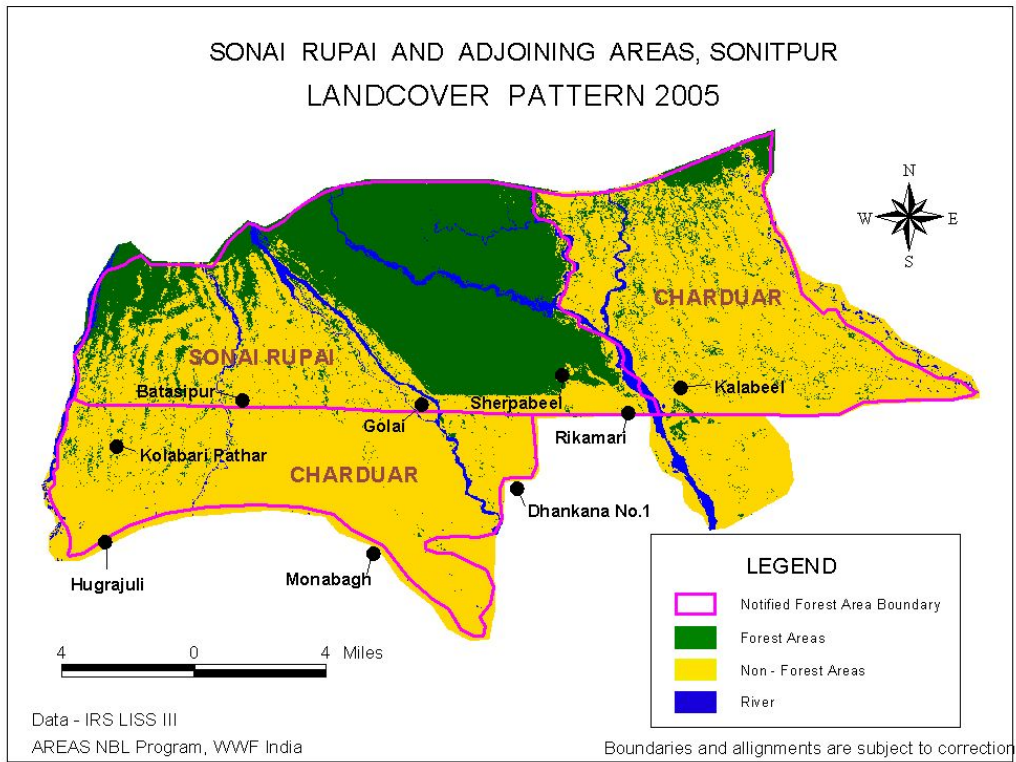 SONAI RUPAI AND ADJOINING AREAS, SONITPUR
LANDCOVER PATTERN 2005
N
W E
S
CHARDUAR
SONAI RUPAI
Batasipur
Kalabeel
Sherpabeel
Golai
Rikamari
Kolabari Pathar
CHARDUAR
Dhankana No.1
Hugrajuli
Monabagh
LEGEND
Notified Forest Area Boundary
Forest Areas
Non - Forest Areas
River
4 0 4 Miles
Data - IRS LISS III
AREAS NBL Program, WWF India
Boundaries and allignments are subject to correction